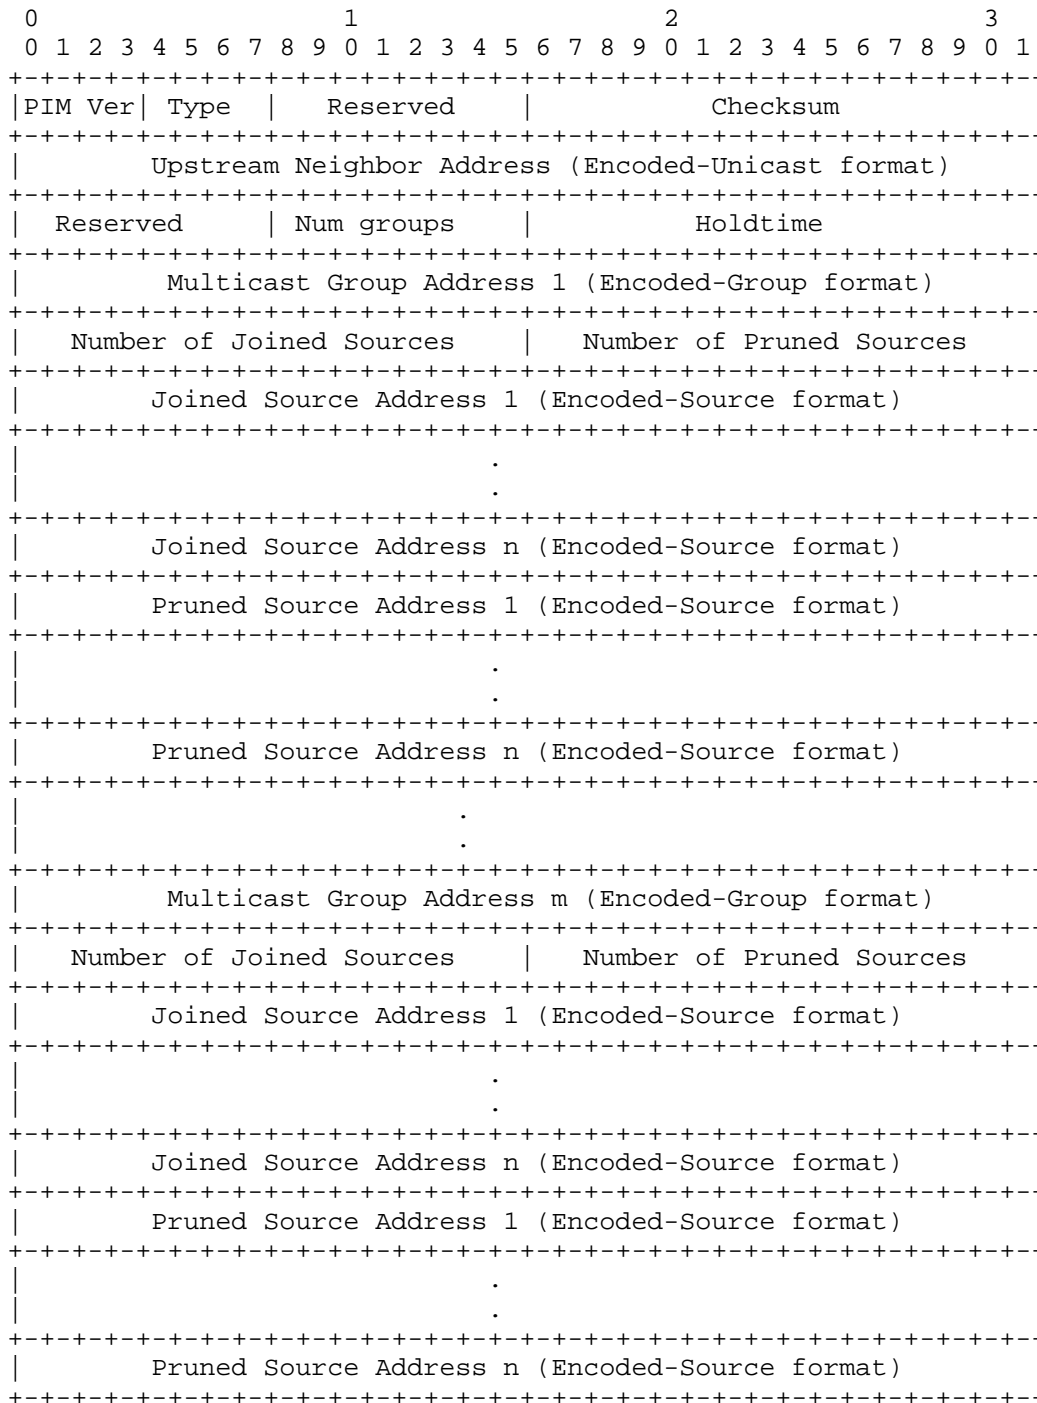 0                   1                   2                   3
 0 1 2 3 4 5 6 7 8 9 0 1 2 3 4 5 6 7 8 9 0 1 2 3 4 5 6 7 8 9 0 1
+-+-+-+-+-+-+-+-+-+-+-+-+-+-+-+-+-+-+-+-+-+-+-+-+-+-+-+-+-+-+-+-+-
|PIM Ver| Type  |   Reserved    |           Checksum
+-+-+-+-+-+-+-+-+-+-+-+-+-+-+-+-+-+-+-+-+-+-+-+-+-+-+-+-+-+-+-+-+-
|        Upstream Neighbor Address (Encoded-Unicast format)
+-+-+-+-+-+-+-+-+-+-+-+-+-+-+-+-+-+-+-+-+-+-+-+-+-+-+-+-+-+-+-+-+-
|  Reserved     | Num groups    |          Holdtime
+-+-+-+-+-+-+-+-+-+-+-+-+-+-+-+-+-+-+-+-+-+-+-+-+-+-+-+-+-+-+-+-+-
|         Multicast Group Address 1 (Encoded-Group format)
+-+-+-+-+-+-+-+-+-+-+-+-+-+-+-+-+-+-+-+-+-+-+-+-+-+-+-+-+-+-+-+-+-
|   Number of Joined Sources    |   Number of Pruned Sources
+-+-+-+-+-+-+-+-+-+-+-+-+-+-+-+-+-+-+-+-+-+-+-+-+-+-+-+-+-+-+-+-+-
|        Joined Source Address 1 (Encoded-Source format)
+-+-+-+-+-+-+-+-+-+-+-+-+-+-+-+-+-+-+-+-+-+-+-+-+-+-+-+-+-+-+-+-+-
|                             .
|                             .
+-+-+-+-+-+-+-+-+-+-+-+-+-+-+-+-+-+-+-+-+-+-+-+-+-+-+-+-+-+-+-+-+-
|        Joined Source Address n (Encoded-Source format)
+-+-+-+-+-+-+-+-+-+-+-+-+-+-+-+-+-+-+-+-+-+-+-+-+-+-+-+-+-+-+-+-+-
|        Pruned Source Address 1 (Encoded-Source format)
+-+-+-+-+-+-+-+-+-+-+-+-+-+-+-+-+-+-+-+-+-+-+-+-+-+-+-+-+-+-+-+-+-
|                             .
|                             .
+-+-+-+-+-+-+-+-+-+-+-+-+-+-+-+-+-+-+-+-+-+-+-+-+-+-+-+-+-+-+-+-+-
|        Pruned Source Address n (Encoded-Source format)
+-+-+-+-+-+-+-+-+-+-+-+-+-+-+-+-+-+-+-+-+-+-+-+-+-+-+-+-+-+-+-+-+-
|                           .
|                           .
+-+-+-+-+-+-+-+-+-+-+-+-+-+-+-+-+-+-+-+-+-+-+-+-+-+-+-+-+-+-+-+-+-
|         Multicast Group Address m (Encoded-Group format)
+-+-+-+-+-+-+-+-+-+-+-+-+-+-+-+-+-+-+-+-+-+-+-+-+-+-+-+-+-+-+-+-+-
|   Number of Joined Sources    |   Number of Pruned Sources
+-+-+-+-+-+-+-+-+-+-+-+-+-+-+-+-+-+-+-+-+-+-+-+-+-+-+-+-+-+-+-+-+-
|        Joined Source Address 1 (Encoded-Source format)
+-+-+-+-+-+-+-+-+-+-+-+-+-+-+-+-+-+-+-+-+-+-+-+-+-+-+-+-+-+-+-+-+-
|                             .
|                             .
+-+-+-+-+-+-+-+-+-+-+-+-+-+-+-+-+-+-+-+-+-+-+-+-+-+-+-+-+-+-+-+-+-
|        Joined Source Address n (Encoded-Source format)
+-+-+-+-+-+-+-+-+-+-+-+-+-+-+-+-+-+-+-+-+-+-+-+-+-+-+-+-+-+-+-+-+-
|        Pruned Source Address 1 (Encoded-Source format)
+-+-+-+-+-+-+-+-+-+-+-+-+-+-+-+-+-+-+-+-+-+-+-+-+-+-+-+-+-+-+-+-+-
|                             .
|                             .
+-+-+-+-+-+-+-+-+-+-+-+-+-+-+-+-+-+-+-+-+-+-+-+-+-+-+-+-+-+-+-+-+-
|        Pruned Source Address n (Encoded-Source format)
+-+-+-+-+-+-+-+-+-+-+-+-+-+-+-+-+-+-+-+-+-+-+-+-+-+-+-+-+-+-+-+-+-